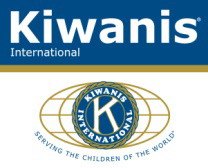 Kiwanis®
International
KIWANIS
K
INTERNATIONAL
SERVING THE CHILDREN OF THE WORLD®